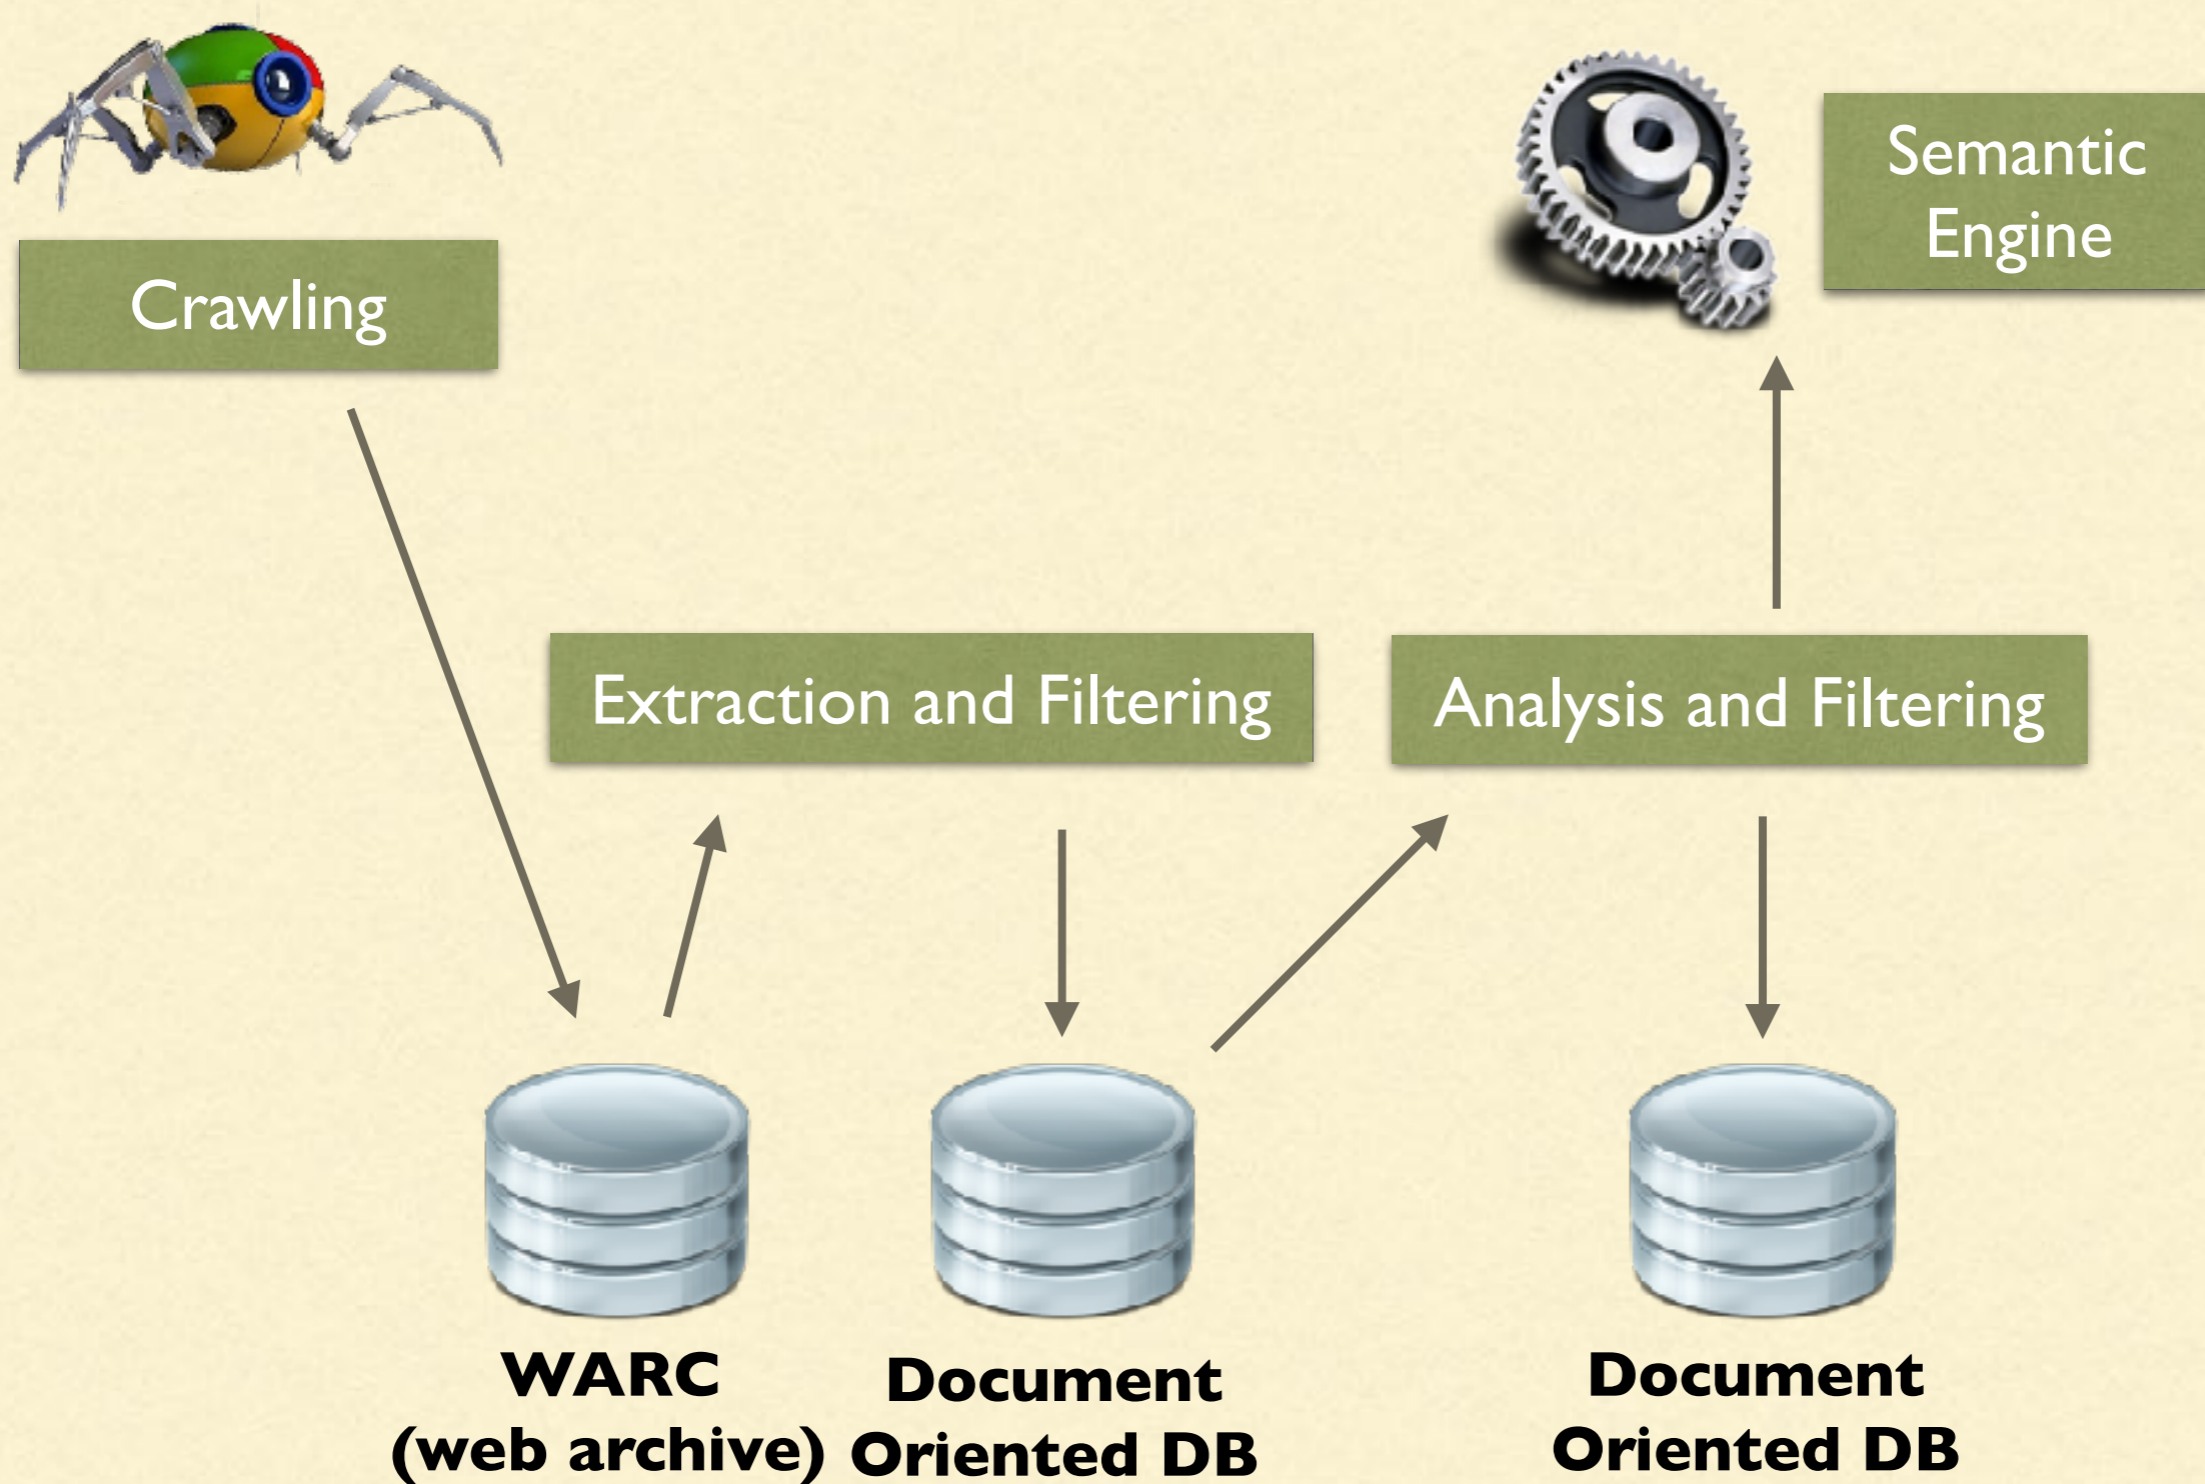 Crawling
Semantic
Engine
Extraction and Filtering
Analysis and Filtering
WARC
(web archive)
Document
Oriented DB
Document
Oriented DB